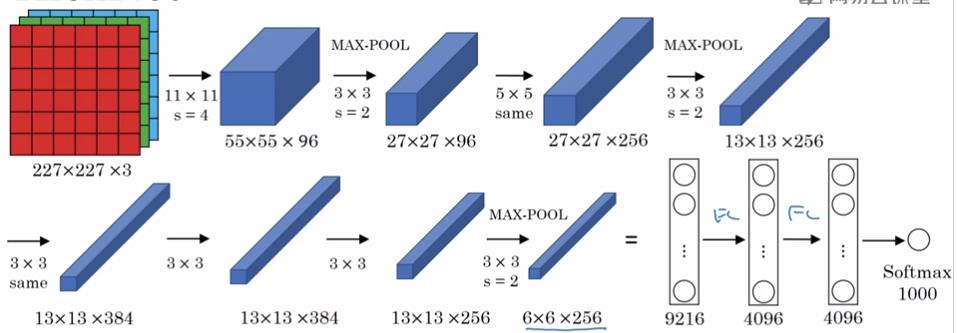 MAX-POOL
MAX-POOL
11 × 11
s = 4
3 × 3
s = 2
5 × 5
same
3 × 3
s = 2
227×227 ×3
55×55 × 96
27×27 ×96
27×27 ×256
13×13 ×256
MAX-POOL
FC
FC
=
3 × 3
same
3 × 3
3 × 3
3 × 3
s = 2
Softmax
1000
13×13 ×384
13×13 ×384
13×13 ×256
6×6 ×256
9216
4096
4096